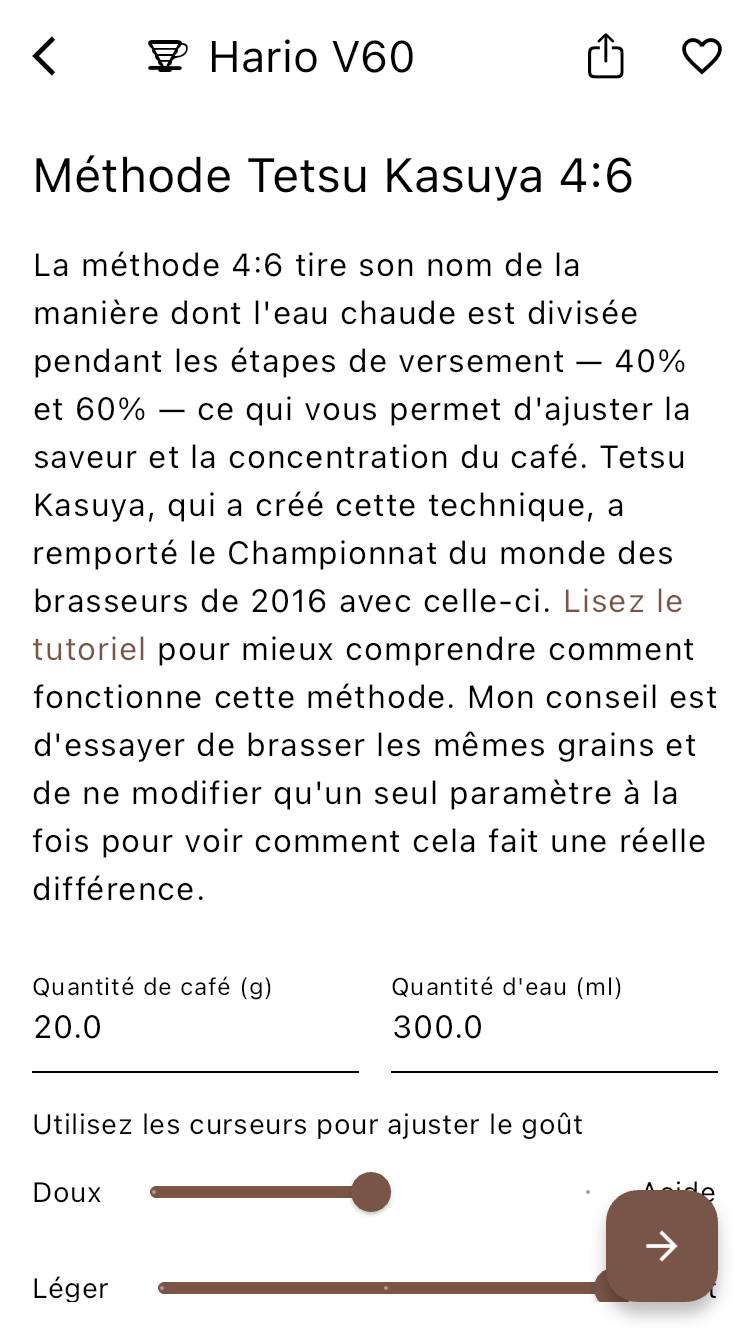 Hario V60
Méthode Tetsu Kasuya 4:6
La méthode 4:6 tire son nom de la
manière dont l'eau chaude est divisée
pendant les étapes de versement — 40%
et 60% — ce qui vous permet d'ajuster la
saveur et la concentration du café. Tetsu
Kasuya, qui a créé cette technique, a
remporté le Championnat du monde des
brasseurs de 2016 avec celle-ci. Lisez le
tutoriel pour mieux comprendre comment
fonctionne cette méthode. Mon conseil est
d'essayer de brasser les mêmes grains et
de ne modifier qu'un seul paramètre à la
fois pour voir comment cela fait une réelle
différence.
Quantité de café (g) Quantité d'eau (ml)
20.0 300.0
Utilisez les curseurs pour ajuster le goût
Doux Acide
Léger